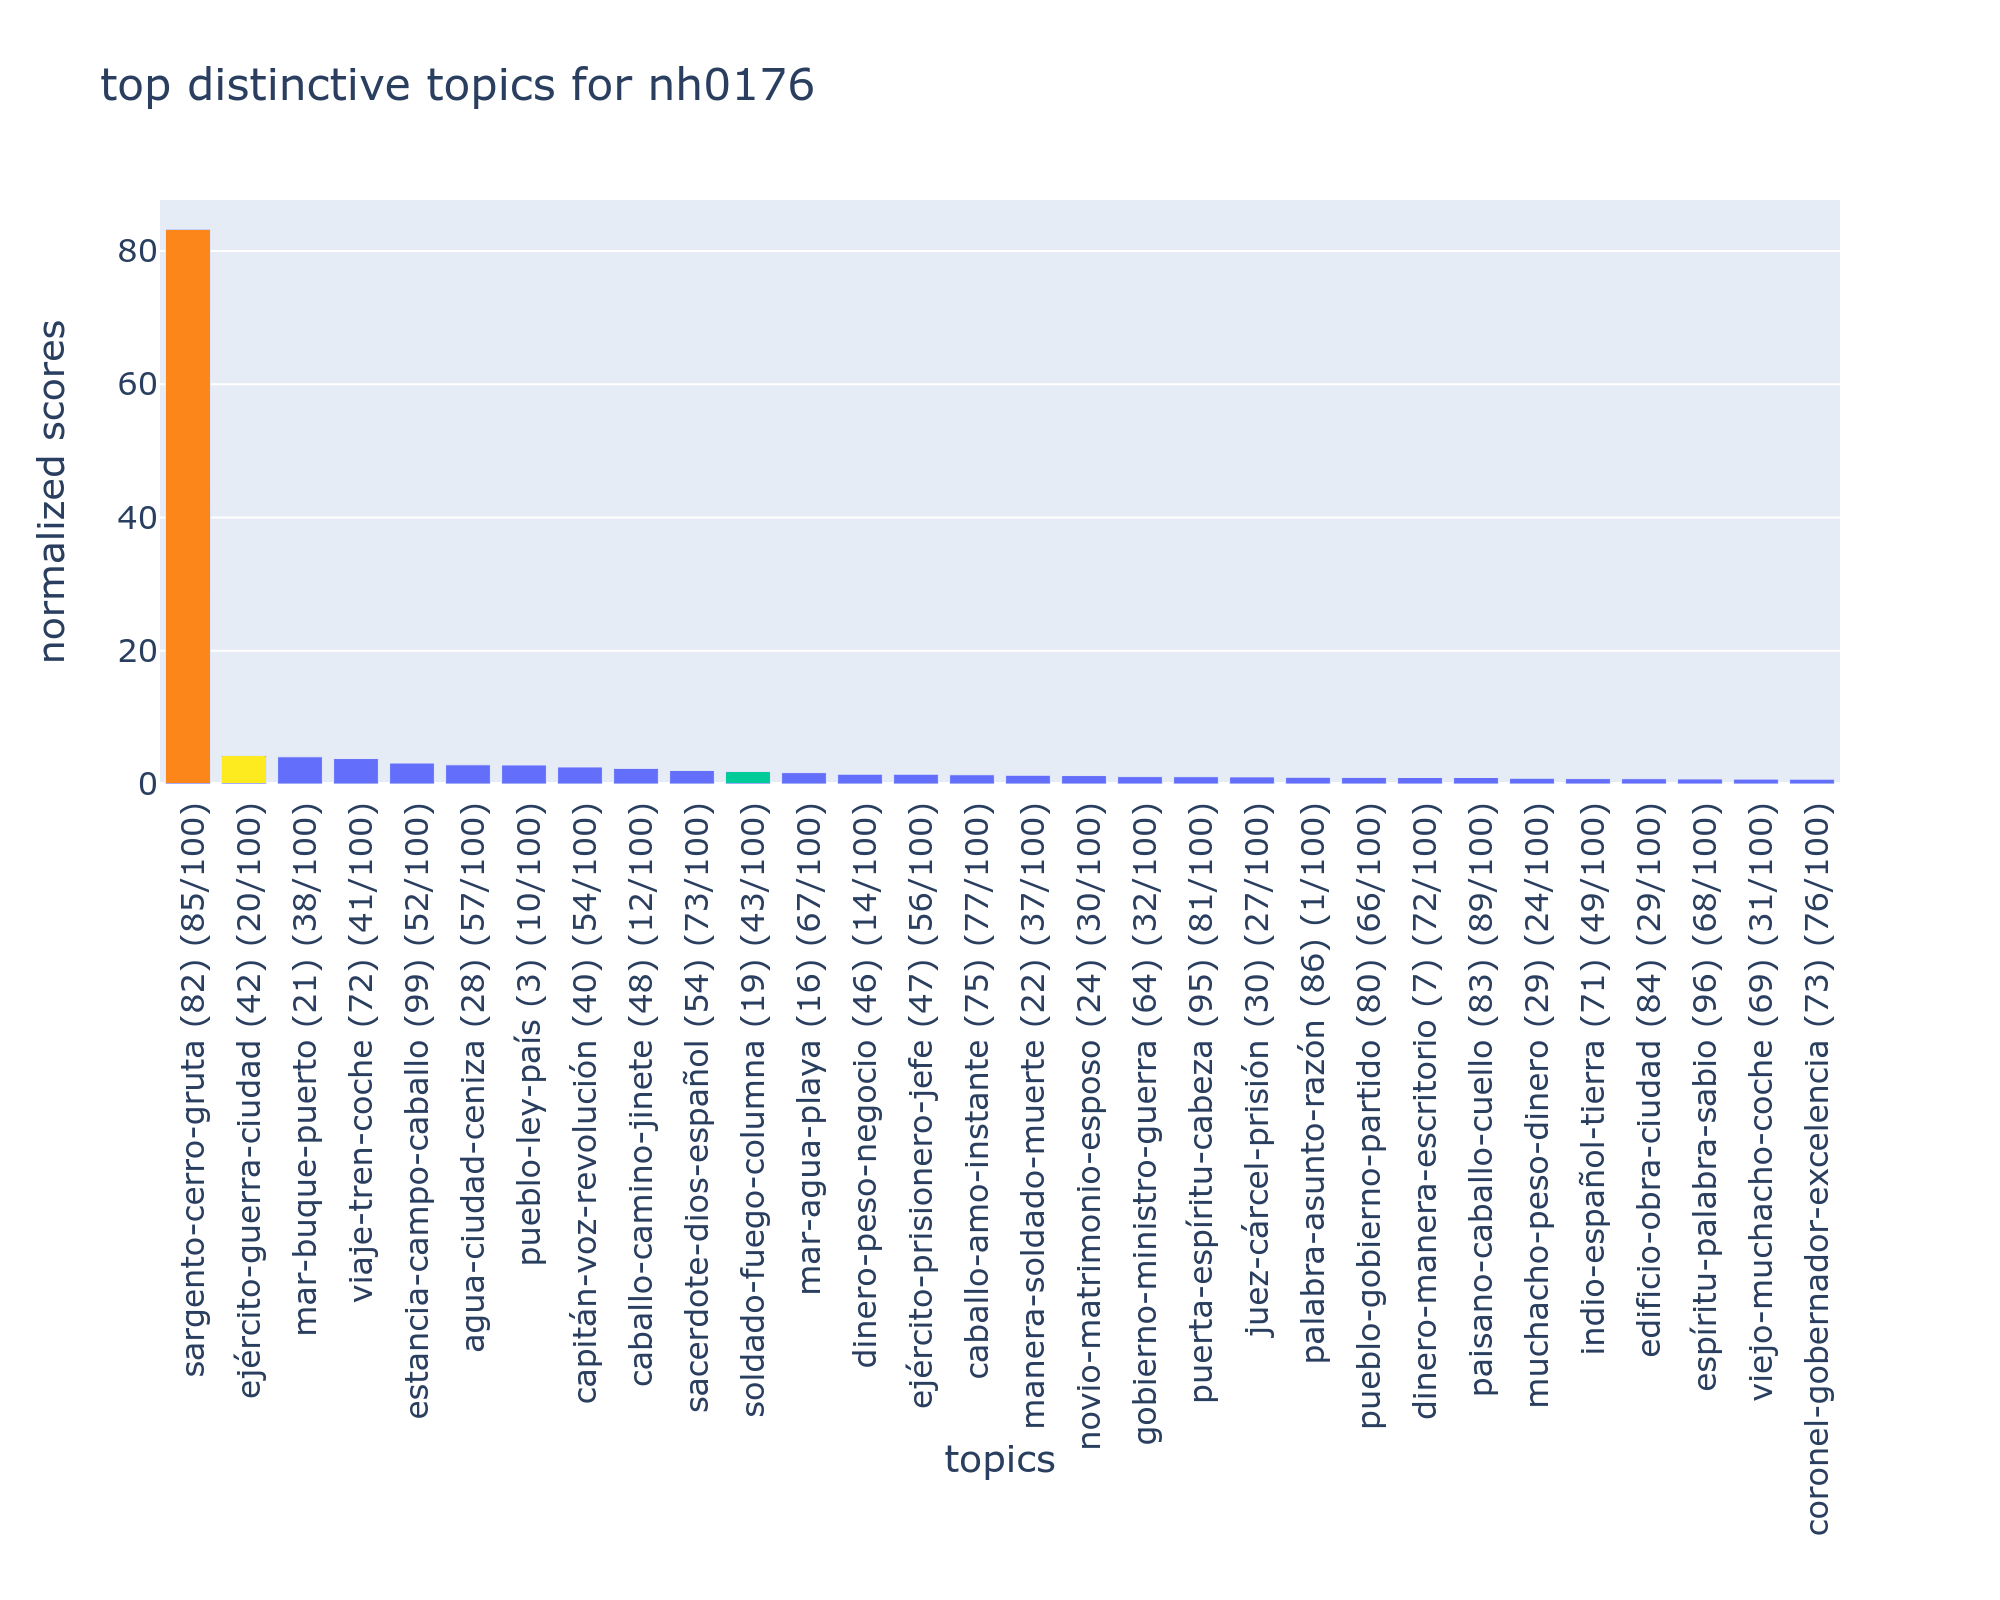 top distinctive topics for nh0176
normalized scores
80
60
40
20
0
sargento-cerro-gruta (82) (85/100)
ejército-guerra-ciudad (42) (20/100)
mar-buque-puerto (21) (38/100)
viaje-tren-coche (72) (41/100)
estancia-campo-caballo (99) (52/100)
agua-ciudad-ceniza (28) (57/100)
pueblo-ley-país (3) (10/100)
capitán-voz-revolución (40) (54/100)
caballo-camino-jinete (48) (12/100)
sacerdote-dios-español (54) (73/100)
soldado-fuego-columna (19) (43/100)
mar-agua-playa (16) (67/100)
dinero-peso-negocio (46) (14/100)
ejército-prisionero-jefe (47) (56/100)
caballo-amo-instante (75) (77/100)
manera-soldado-muerte (22) (37/100)
novio-matrimonio-esposo (24) (30/100)
gobierno-ministro-guerra (64) (32/100)
puerta-espíritu-cabeza (95) (81/100)
juez-cárcel-prisión (30) (27/100)
palabra-asunto-razón (86) (1/100)
pueblo-gobierno-partido (80) (66/100)
dinero-manera-escritorio (7) (72/100)
paisano-caballo-cuello (83) (89/100)
muchacho-peso-dinero (29) (24/100)
indio-español-tierra (71) (49/100)
edificio-obra-ciudad (84) (29/100)
espíritu-palabra-sabio (96) (68/100)
viejo-muchacho-coche (69) (31/100)
coronel-gobernador-excelencia (73) (76/100)
topics